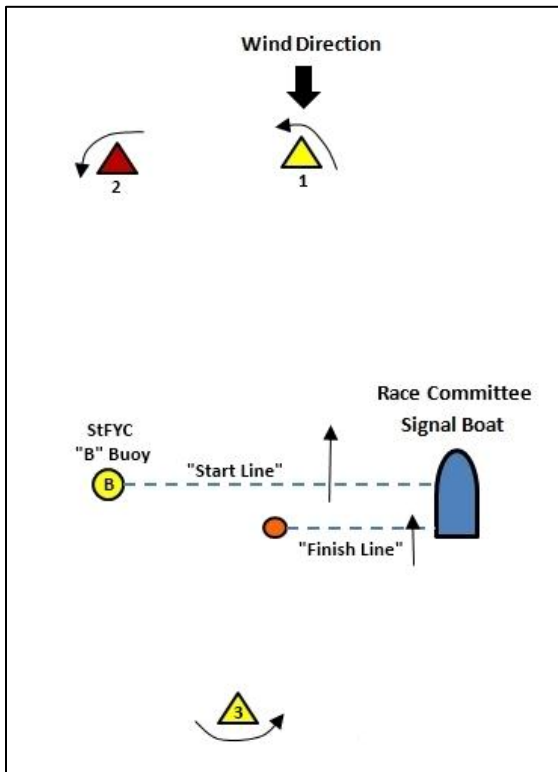 Wind Direction
2
1
Race Committee
Signal Boat
StFYC
"B" Buoy
B
"Start Line"
"Finish Line"
3